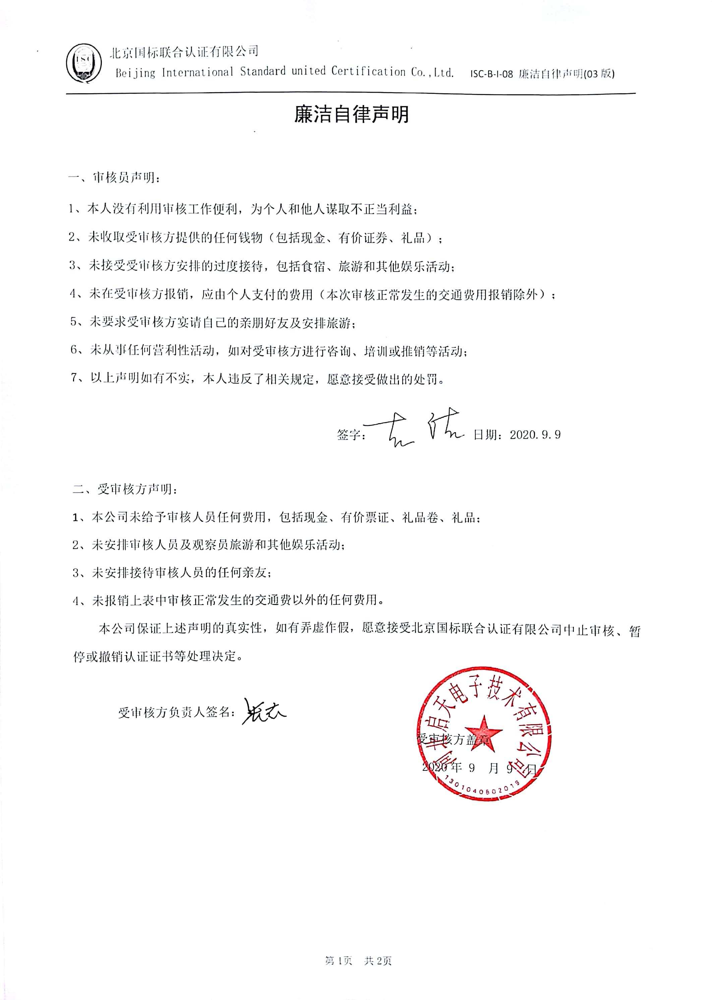 ISC
北京国标联合认证有限公司
Beijing International Standard united Certification Co.,Ltd. ISC-B-I-08 廉洁自律声明(03 版)
廉洁自律声明
一、审核员声明：
1、本人没有利用审核工作便利，为个人和他人谋取不正当利益；
2、未收取受审核方提供的任何钱物（包括现金、有价证券、礼品）；
3、未接受受审核方安排的过度接待，包括食宿、旅游和其他娱乐活动；
4、未在受审核方报销，应由个人支付的费用（本次审核正常发生的交通费用报销除外）；
5、未要求受审核方宴请自己的亲朋好友及安排旅游；
6、未从事任何营利性活动，如对受审核方进行咨询、培训或推销等活动；
7、以上声明如有不实，本人违反了相关规定，愿意接受做出的处罚。
签字： 日期：2020.9.9
二、受审核方声明：
1、本公司未给予审核人员任何费用，包括现金、有价票证、礼品卷、礼品；
2、未安排审核人员及观察员旅游和其他娱乐活动；
3、未安排接待审核人员的任何亲友；
4、未报销上表中审核正常发生的交通费以外的任何费用。
本公司保证上述声明的真实性，如有弄虚作假，愿意接受北京国标联合认证有限公司中止审核、暂
停或撤销认证证书等处理决定。
受审核方负责人签名：
河北启天电子技术有限公司
受审核方盖章
2020 年 9 月 9 日
1301040802019
第 1页 共 2页